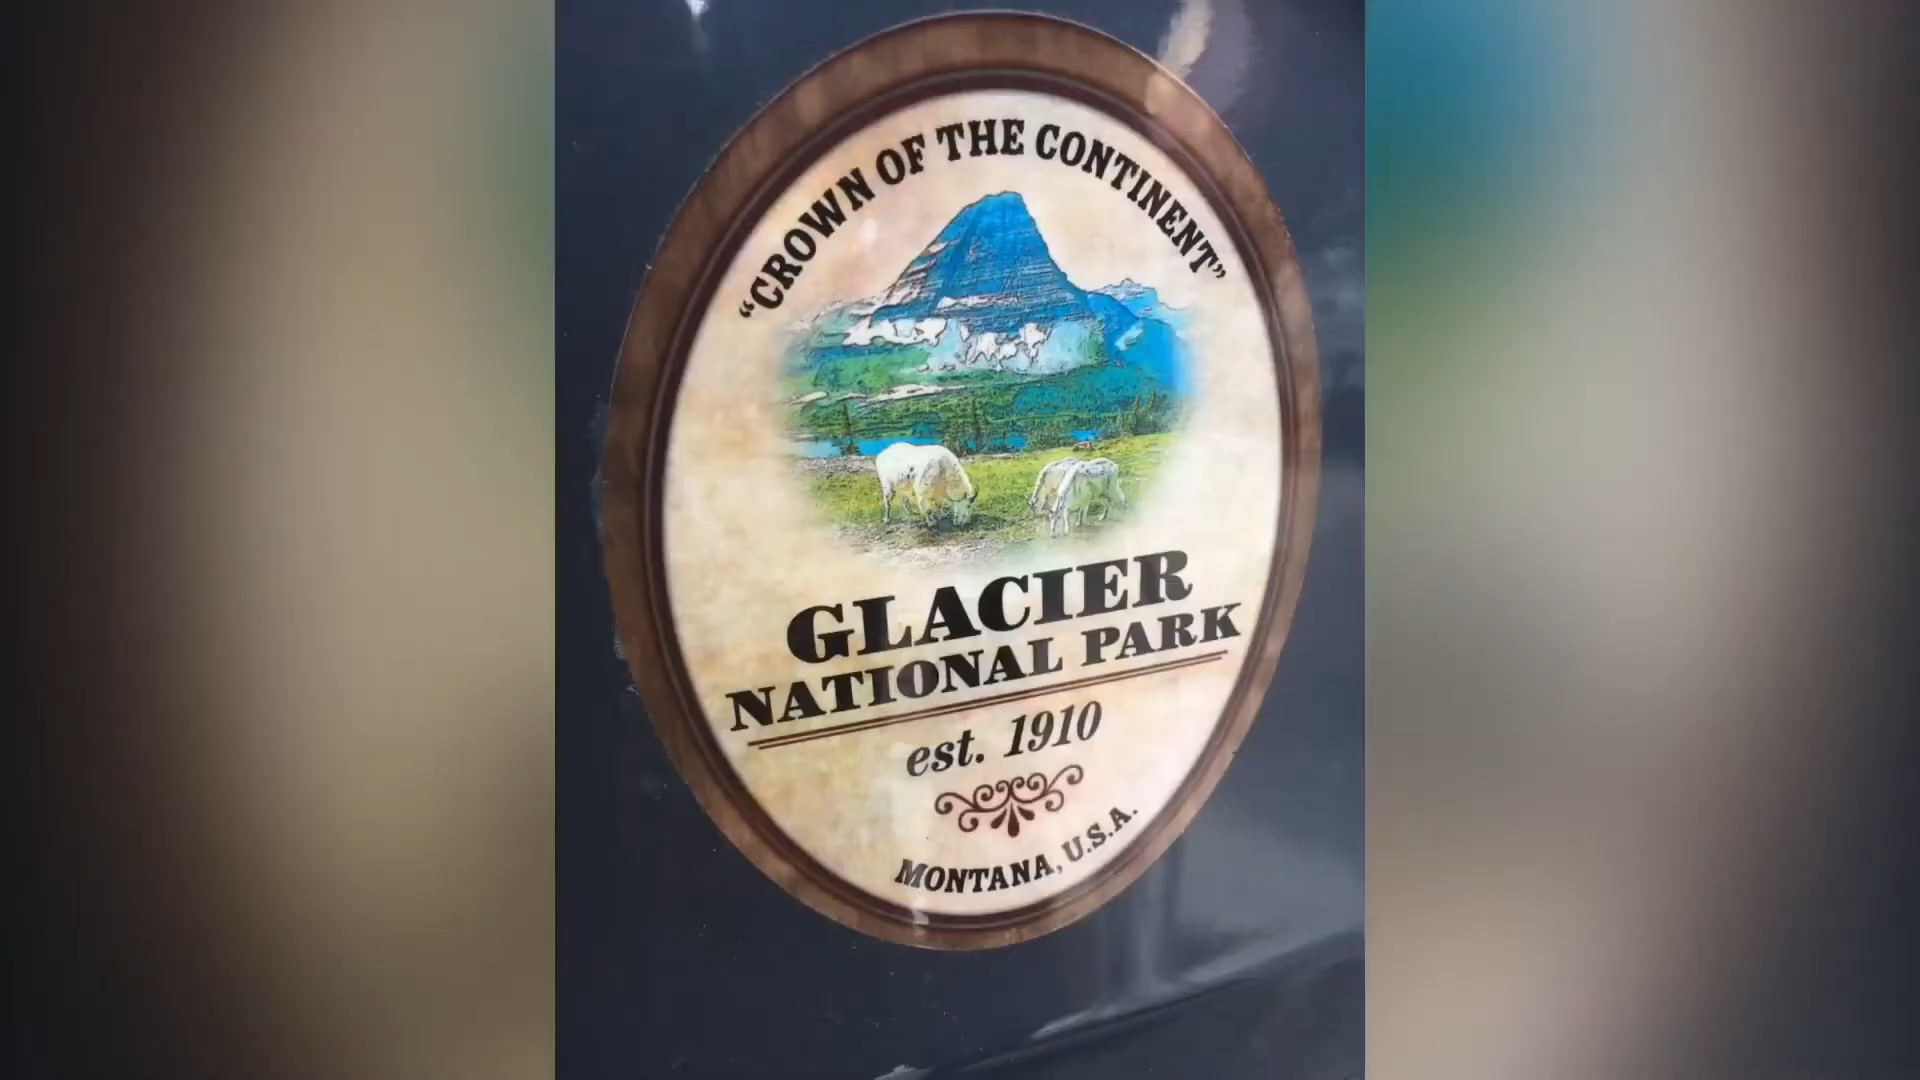 “CROWN OF THE CONTINENT”
GLACIER
NATIONAL PARK
est. 1910
MONTANA, U.S.A.